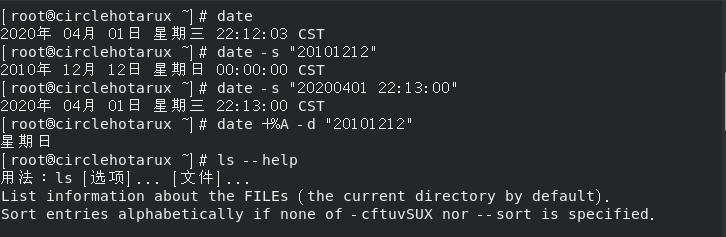 [root@circlehotarux ~]# date
2020年 04月 01日 星期三 22:12:03 CST
[root@circlehotarux ~]# date -s "20101212"
2010年 12月 12日 星期日 00:00:00 CST
[root@circlehotarux ~]# date -s "20200401 22:13:00"
2020年 04月 01日 星期三 22:13:00 CST
[root@circlehotarux ~]# date +%A -d "20101212"
星期日
[root@circlehotarux ~]# ls --help
用法：ls [选项]... [文件]...
List information about the FILEs (the current directory by default).
Sort entries alphabetically if none of -cftuvSUX nor --sort is specified.